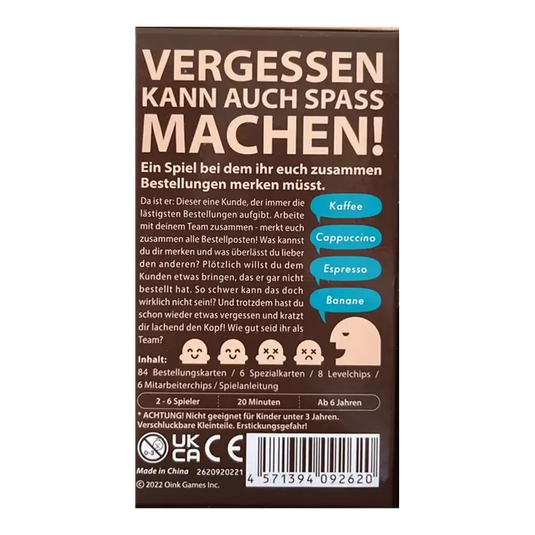 VERGESSEN
KANN AUCH SPASS
MACHEN!
Ein Spiel bei dem ihr euch zusammen
Bestellungen merken müsst.
Da ist er: Dieser eine Kunde, der immer die
lästigsten Bestellungen aufgibt. Arbeite
mit deinem Team zusammen - merkt euch
zusammen alle Bestellposten! Was kannst
du dir merken und was überlässt du lieber
den anderen? Plötzlich willst du dem
Kunden etwas bringen, das er gar nicht
bestellt hat. So schwer kann das doch
wirklich nicht sein!? Und trotzdem hast du
schon wieder etwas vergessen und kratzt
dir lachend den Kopf! Wie gut seid ihr als
Team?
Kaffee
Cappuccino
Espresso
Banane
Inhalt:
84 Bestellungskarten / 6 Spezialkarten / 8 Levelchips /
6 Mitarbeiterchips / Spielanleitung
2 - 6 Spieler
20 Minuten
Ab 6 Jahren
* ACHTUNG! Nicht geeignet für Kinder unter 3 Jahren.
Verschluckbare Kleinteile. Erstickungsgefahr!
0-3
UK
CA
CE
Made in China 2620920221
© 2022 Oink Games Inc.
4 571394 092620